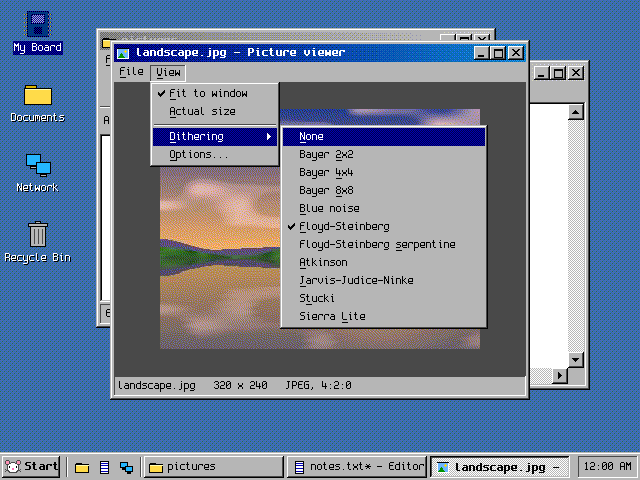 My Board
Documents
Network
Recycle Bin
pictures
landscape.jpg - Picture viewer
File View
Fit to window
Actual size
Dithering
Options...
None
Bayer 2x2
Bayer 4x4
Bayer 8x8
Blue noise
Floyd-Steinberg
Floyd-Steinberg serpentine
Atkinson
Jarvis-Judice-Ninke
Stucki
Sierra Lite
landscape.jpg 320 x 240 JPEG, 4:2:0
Start pictures notes.txt* - Editor landscape.jpg - 12:00 AM